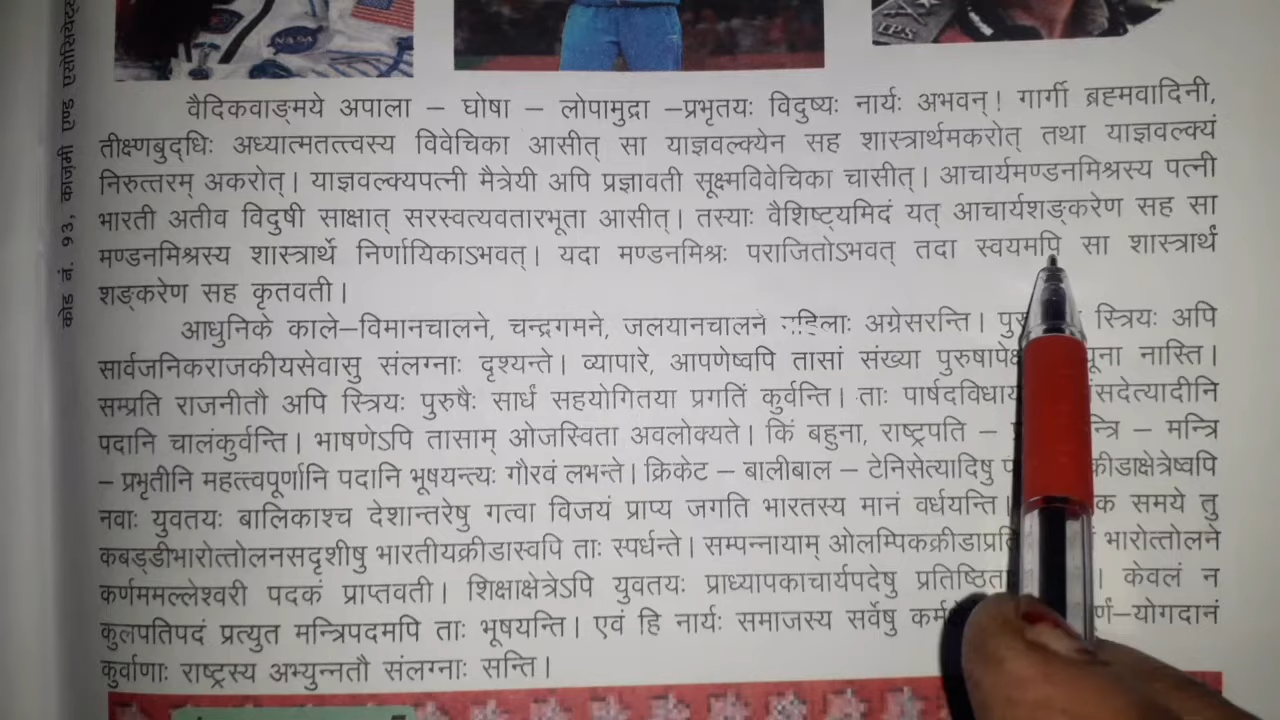 NASA
I.P.S
कोड नं. 93, काज़मी एण्ड एसोसियेट्स
वैदिकवाङ्मये अपाला – घोषा – लोपामुद्रा –प्रभृतयः विदुष्यः नार्यः अभवन्! गार्गी ब्रह्मवादिनी,
तीक्ष्णबुद्धिः अध्यात्मतत्त्वस्य विवेचिका आसीत् सा याज्ञवल्क्येन सह शास्त्रार्थमकरोत् तथा याज्ञवल्क्यं
निरुत्तरम् अकरोत्। याज्ञवल्क्यपत्नी मैत्रेयी अपि प्रज्ञावती सूक्ष्मविवेचिका चासीत्। आचार्यमण्डनमिश्रस्य पत्नी
भारती अतीव विदुषी साक्षात् सरस्वत्यवतारभूता आसीत्। तस्याः वैशिष्ट्यमिदं यत् आचार्यशङ्करेण सह सा
मण्डनमिश्रस्य शास्त्रार्थे निर्णायिकाऽभवत्। यदा मण्डनमिश्रः पराजितोऽभवत् तदा स्वयमपि सा शास्त्रार्थं
शङ्करेण सह कृतवती।
आधुनिके काले–विमानचालने, चन्द्रगमने, जलयानचालने महिलाः अग्रेसरन्ति। स्त्रियः अपि
सार्वजनिकराजकीयसेवासु संलग्नाः दृश्यन्ते। व्यापारे, आपणेष्वपि तासां संख्या नास्ति।
सम्प्रति राजनीतौ अपि स्त्रियः पुरुषैः सार्धं सहयोगितया प्रगतिं कुर्वन्ति। ताः
पदानि चालंकुर्वन्ति। भाषणेऽपि तासाम् ओजस्विता अवलोक्यते। किं बहुना, राष्ट्रपति – – मन्त्रि
– प्रभृतीनि महत्त्वपूर्णानि पदानि भूषयन्त्यः गौरवं लभन्ते। क्रिकेट – बालीबाल – टेनिसेत्यादिषु क्रीडाक्षेत्रेष्वपि
नवाः युवतयः बालिकाश्च देशान्तरेषु गत्वा विजयं प्राप्य जगति भारतस्य मानं वर्धयन्ति। समये तु
कबड्डीभारोत्तोलनसदृशीषु भारतीयक्रीडास्वपि ताः स्पर्धन्ते। सम्पन्नायाम् भारोत्तोलने
कर्णममल्लेश्वरी पदकं प्राप्तवती। शिक्षाक्षेत्रेऽपि युवतयः प्राध्यापकाचार्यपदेषु । केवलं न
कुलपतिपदं प्रत्युत मन्त्रिपदमपि ताः भूषयन्ति। एवं हि नार्यः समाजस्य सर्वेषु
कुर्वाणाः राष्ट्रस्य अभ्युन्नतौ संलग्नाः सन्ति।